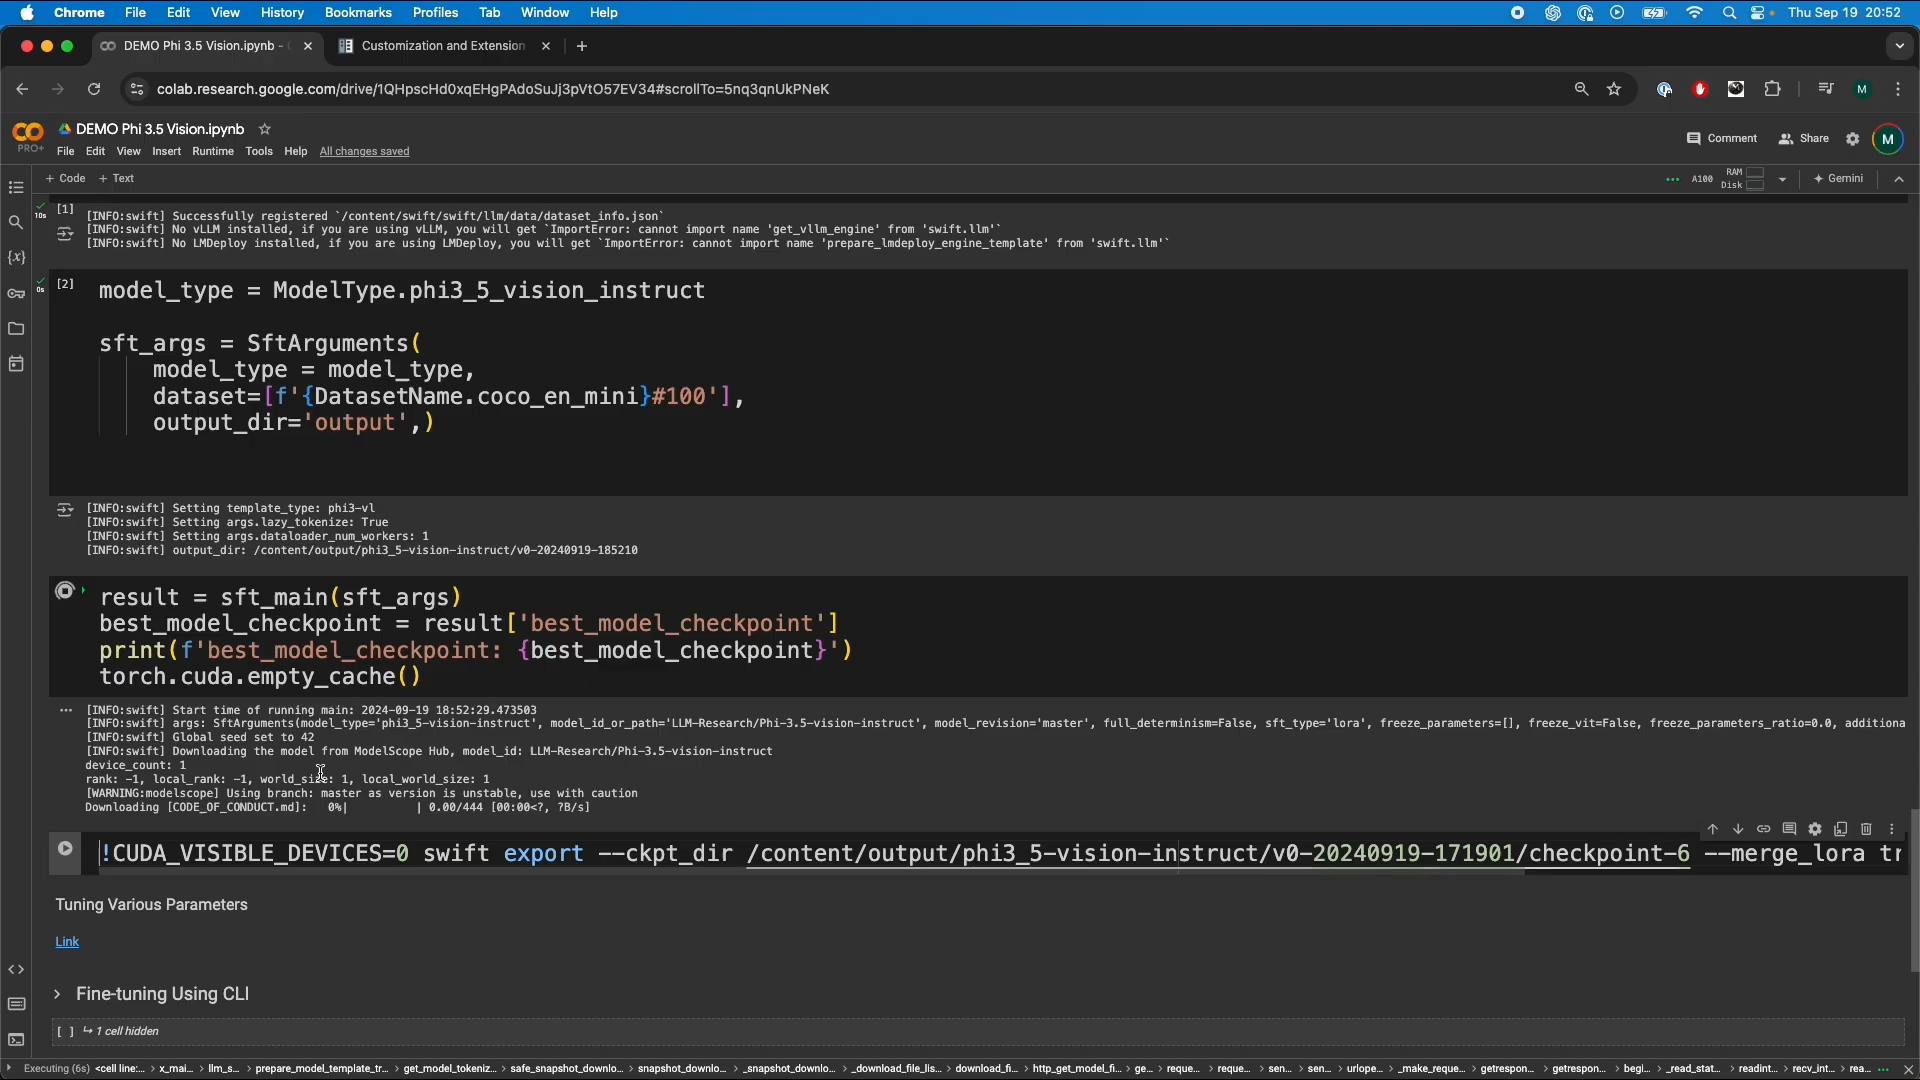 Chrome File Edit View History Bookmarks Profiles Tab Window Help Thu Sep 19 20:52
DEMO Phi 3.5 Vision.ipynb - Customization and Extension
colab.research.google.com/drive/1QHpscHd0xqEHgPAdoSuJj3pVtO57EV34#scrollTo=5nq3qnUkPNeK
DEMO Phi 3.5 Vision.ipynb
PRO+
File Edit View Insert Runtime Tools Help All changes saved
Comment Share M
+ Code + Text
A100 RAM Disk Gemini
10s [1]
[INFO:swift] Successfully registered `/content/swift/swift/llm/data/dataset_info.json`
[INFO:swift] No vLLM installed, if you are using vLLM, you will get `ImportError: cannot import name 'get_vllm_engine' from 'swift.llm'`
[INFO:swift] No LMDeploy installed, if you are using LMDeploy, you will get `ImportError: cannot import name 'prepare_lmdeploy_engine_template' from 'swift.llm'`
0s [2]
model_type = ModelType.phi3_5_vision_instruct
sft_args = SftArguments(
model_type = model_type,
dataset=[f'{DatasetName.coco_en_mini}#100'],
output_dir='output',)
[INFO:swift] Setting template_type: phi3-vl
[INFO:swift] Setting args.lazy_tokenize: True
[INFO:swift] Setting args.dataloader_num_workers: 1
[INFO:swift] output_dir: /content/output/phi3_5-vision-instruct/v0-20240919-185210
result = sft_main(sft_args)
best_model_checkpoint = result['best_model_checkpoint']
print(f'best_model_checkpoint: {best_model_checkpoint}')
torch.cuda.empty_cache()
[INFO:swift] Start time of running main: 2024-09-19 18:52:29.473503
[INFO:swift] args: SftArguments(model_type='phi3_5-vision-instruct', model_id_or_path='LLM-Research/Phi-3.5-vision-instruct', model_revision='master', full_determinism=False, sft_type='lora', freeze_parameters=[], freeze_vit=False, freeze_parameters_ratio=0.0, additiona
[INFO:swift] Global seed set to 42
[INFO:swift] Downloading the model from ModelScope Hub, model_id: LLM-Research/Phi-3.5-vision-instruct
device_count: 1
rank: -1, local_rank: -1, world_size: 1, local_world_size: 1
[WARNING:modelscope] Using branch: master as version is unstable, use with caution
Downloading [CODE_OF_CONDUCT.md]: 0%| | 0.00/444 [00:00<?, ?B/s]
!CUDA_VISIBLE_DEVICES=0 swift export --ckpt_dir /content/output/phi3_5-vision-instruct/v0-20240919-171901/checkpoint-6 --merge_lora tr
Tuning Various Parameters
Link
Fine-tuning Using CLI
[ ] ↳ 1 cell hidden
Executing (6s) <cell line:... > x_mai... > llm_s... > prepare_model_template_tr... > get_model_tokeniz... > safe_snapshot_downlo... > snapshot_downlo... > _snapshot_downlo... > _download_file_lis... > download_fi... > http_get_model_fi... > ge... > reque... > reque... > sen... > sen... > urlope... > _make_reque... > getrespon... > getrespon... > begi... > _read_stat... > readint... > recv_int... > rea...